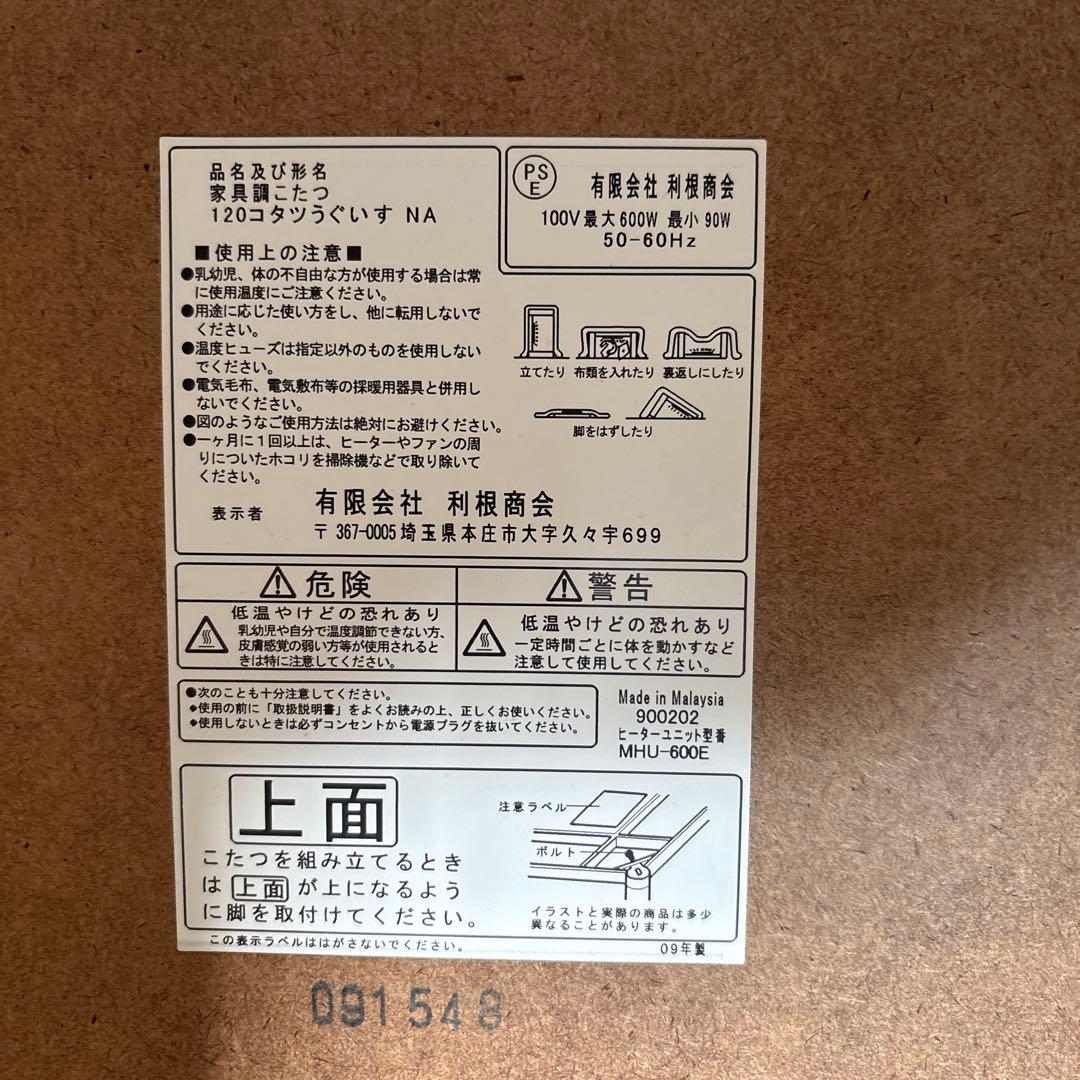 品名及び形名
家具調こたつ
120コタツうぐいす NA
■使用上の注意■
●乳幼児、体の不自由な方が使用する場合は常
に使用温度にご注意ください。
●用途に応じた使い方をし、他に転用しないで
ください。
●温度ヒューズは指定以外のものを使用しない
でください。
●電気毛布、電気敷布等の採暖用器具と併用し
ないでください。
●図のようなご使用方法は絶対にお避けください。
●一ヶ月に1回以上は、ヒーターやファンの周
りについたホコリを掃除機などで取り除いて
ください。
PS
E
有限会社 利根商会
100V 最大 600W 最小 90W
50-60Hz
立てたり 布類を入れたり 裏返しにしたり
脚をはずしたり
表示者
有限会社 利根商会
〒367-0005 埼玉県本庄市大字久々宇699
⚠危険
低温やけどの恐れあり
乳幼児や自分で温度調節できない方、
皮膚感覚の弱い方等が使用されると
きは特に注意してください。
⚠警告
低温やけどの恐れあり
一定時間ごとに体を動かすなど
注意して使用してください。
●次のことも十分注意してください。
*使用の前に「取扱説明書」をよくお読みの上、正しくお使いください。
*使用しないときは必ずコンセントから電源プラグを抜いてください。
Made in Malaysia
900202
ヒーターユニット型番
MHU-600E
上面
こたつを組み立てるとき
は 上面 が上になるよう
に脚を取付けてください。
注意ラベル
ボルト
イラストと実際の商品は多少
異なることがあります。
この表示ラベルははがさないでください。
09年製
091548